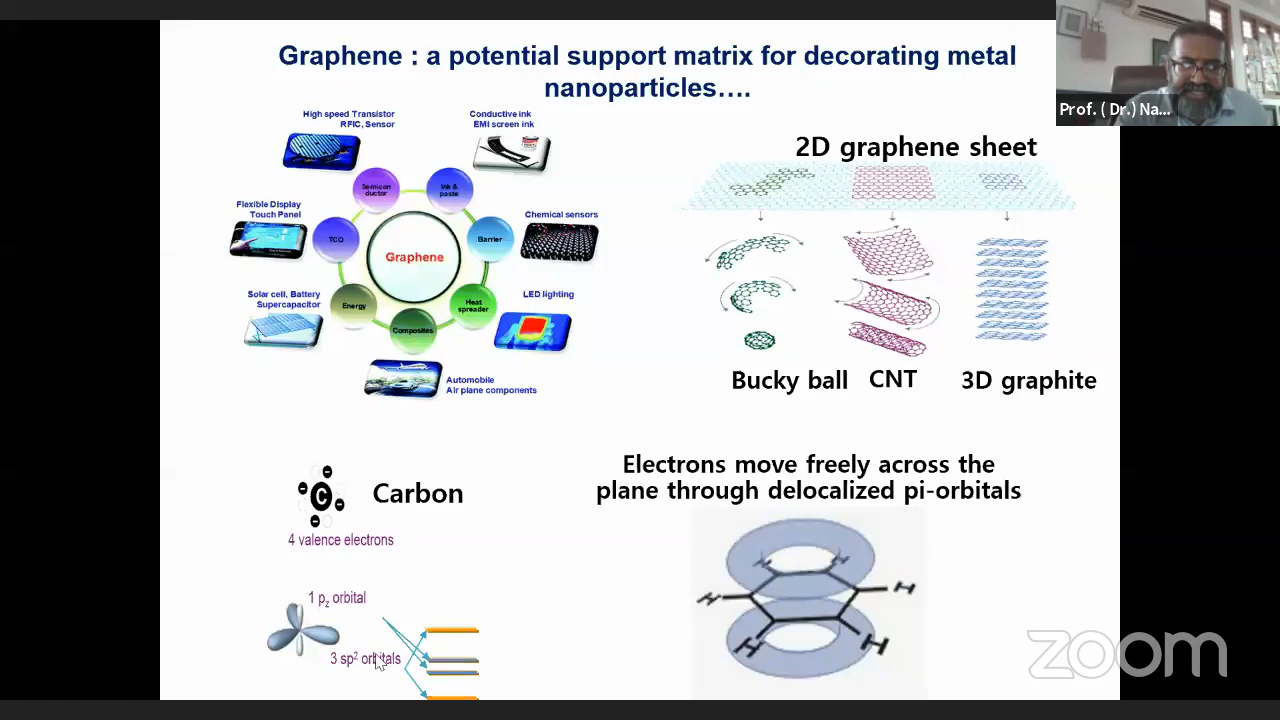 Graphene : a potential support matrix for decorating metal
nanoparticles….
Prof. ( Dr.) Na...
High speed Transistor
RFIC, Sensor
Conductive ink
EMI screen ink
Semicon
ductor
Ink &
paste
Flexible Display
Touch Panel
TCO
Barrier
Chemical sensors
Graphene
Solar cell, Battery
Supercapacitor
Energy
Heat
spreader
LED lighting
Composites
Automobile
Air plane components
2D graphene sheet
Bucky ball
CNT
3D graphite
C
Carbon
4 valence electrons
1 pz orbital
3 sp² orbitals
Electrons move freely across the
plane through delocalized pi-orbitals
H
H
H
H
H
H
zoom